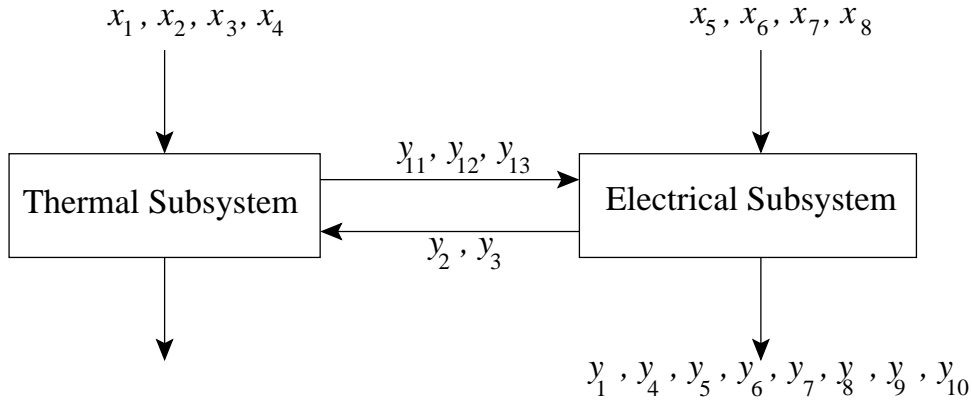 x1, x2, x3, x4
x5, x6, x7, x8
y11, y12, y13
Thermal Subsystem
Electrical Subsystem
y2, y3
y1, y4, y5, y6, y7, y8, y9, y10